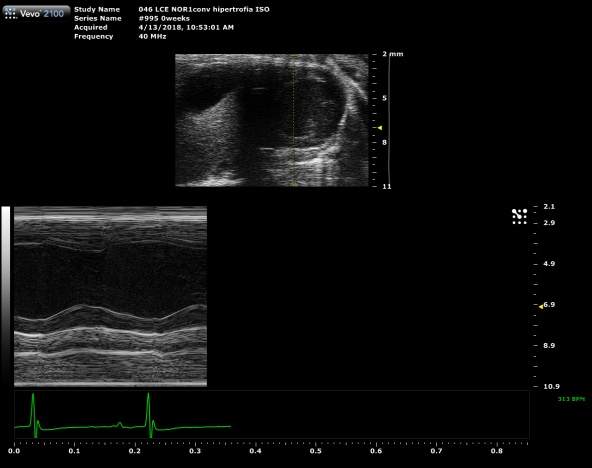 Vevo 2100
Study Name 046 LCE NOR1conv hipertrofia ISO
Series Name #995 0weeks
Acquired 4/13/2018, 10:53:01 AM
Frequency 40 MHz
2 mm
5
8
11
2.1
2.9
4.9
6.9
8.9
10.9
313 BPM
0.0 0.1 0.2 0.3 0.4 0.5 0.6 0.7 0.8